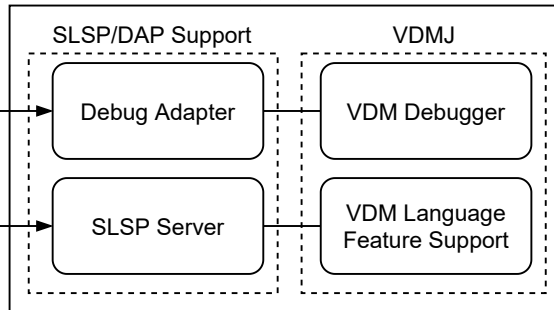 SLSP/DAP Support
VDMJ
Debug Adapter
VDM Debugger
SLSP Server
VDM Language
Feature Support